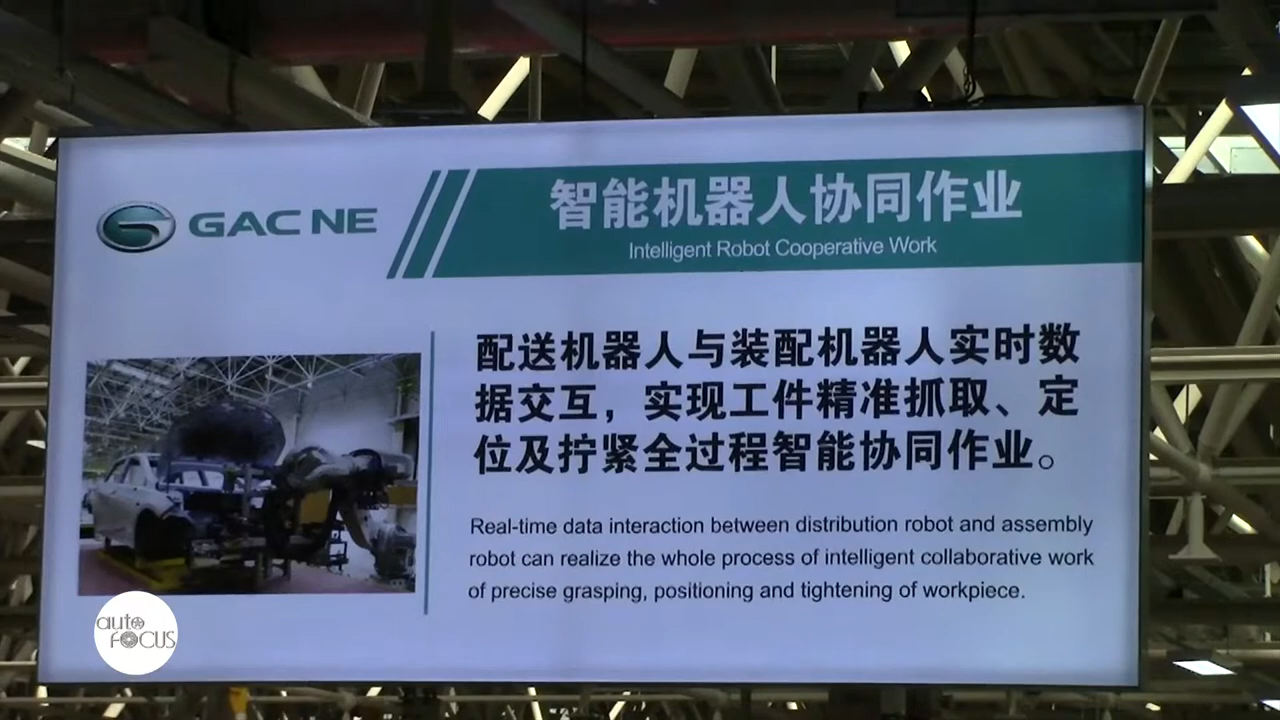 GAC NE
智能机器人协同作业
Intelligent Robot Cooperative Work
配送机器人与装配机器人实时数
据交互，实现工件精准抓取、定
位及拧紧全过程智能协同作业。
Real-time data interaction between distribution robot and assembly
robot can realize the whole process of intelligent collaborative work
of precise grasping, positioning and tightening of workpiece.
auto
FOCUS